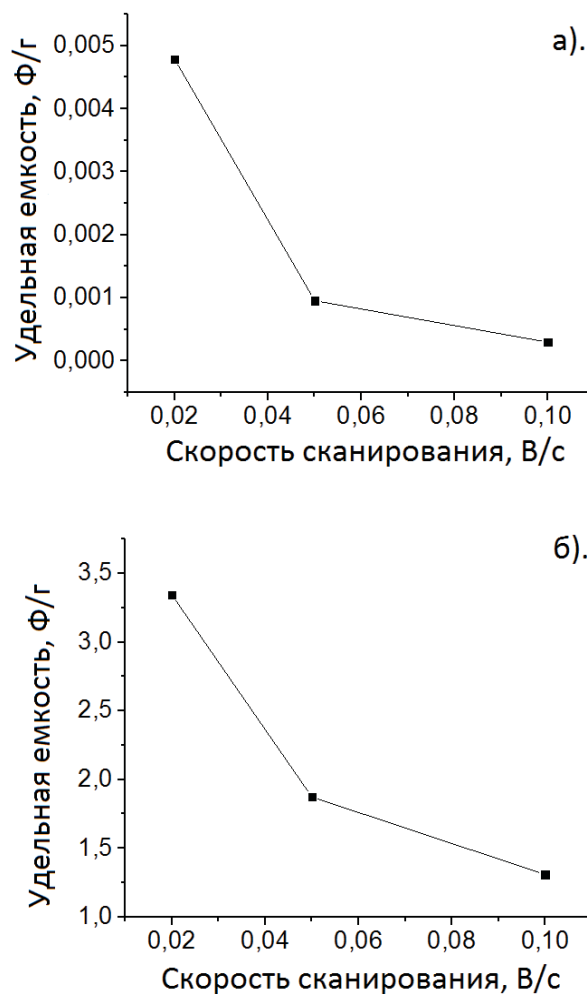 а).
Удельная емкость, Ф/г
0,005
0,004
0,003
0,002
0,001
0,000
0,02 0,04 0,06 0,08 0,10
Скорость сканирования, В/с
б).
Удельная емкость, Ф/г
3,5
3,0
2,5
2,0
1,5
1,0
0,02 0,04 0,06 0,08 0,10
Скорость сканирования, В/с